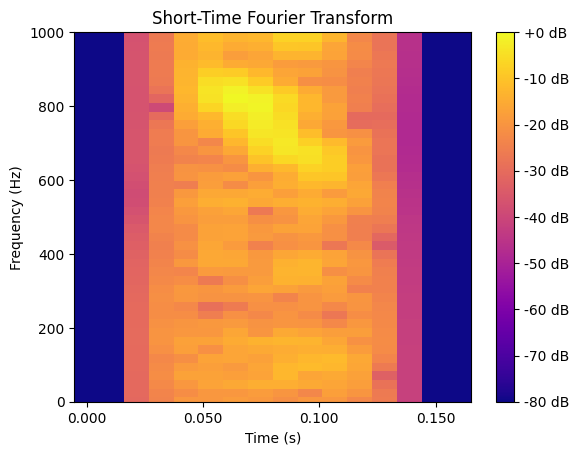 Short-Time Fourier Transform
1000
800
600
400
200
0
Frequency (Hz)
0.000
0.050
0.100
0.150
Time (s)
+0 dB
-10 dB
-20 dB
-30 dB
-40 dB
-50 dB
-60 dB
-70 dB
-80 dB